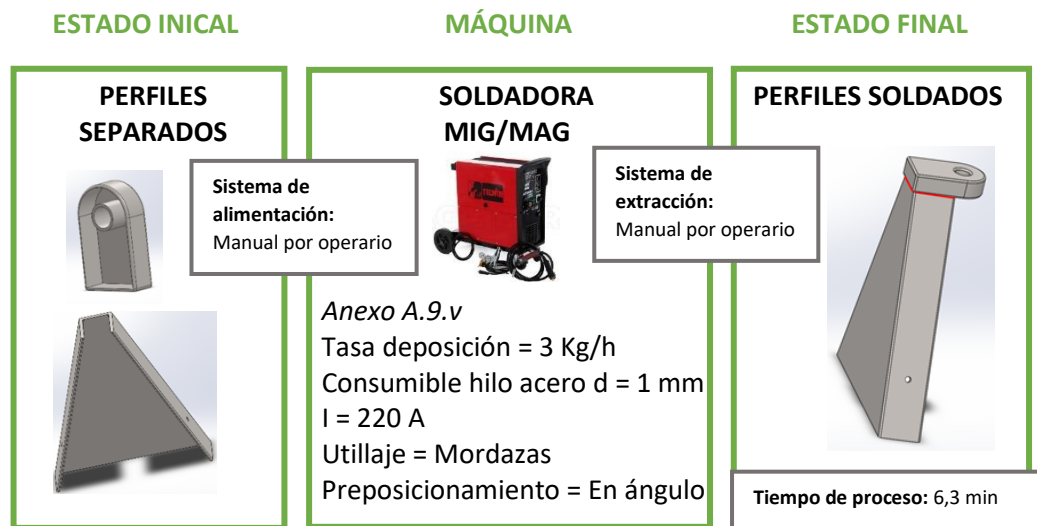 ESTADO INICAL
MÁQUINA
ESTADO FINAL
PERFILES
SEPARADOS
Sistema de
alimentación:
Manual por operario
SOLDADORA
MIG/MAG
Anexo A.9.v
Tasa deposición = 3 Kg/h
Consumible hilo acero d = 1 mm
I = 220 A
Utillaje = Mordazas
Preposicionamiento = En ángulo
Sistema de
extracción:
Manual por operario
PERFILES SOLDADOS
Tiempo de proceso: 6,3 min